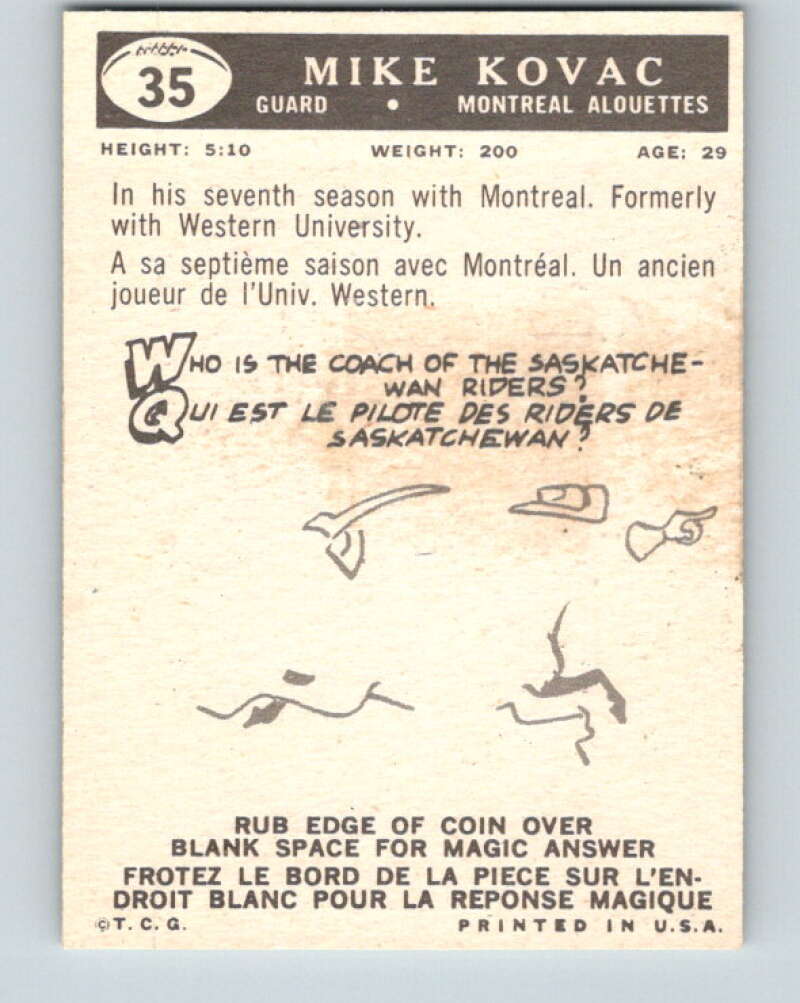 35
MIKE KOVAC
GUARD • MONTREAL ALOUETTES
HEIGHT: 5:10 WEIGHT: 200 AGE: 29
In his seventh season with Montreal. Formerly
with Western University.
A sa septième saison avec Montréal. Un ancien
joueur de l'Univ. Western.
WHO IS THE COACH OF THE SASKATCHE-
WAN RIDERS?
QUI EST LE PILOTE DES RIDERS DE
SASKATCHEWAN?
RUB EDGE OF COIN OVER
BLANK SPACE FOR MAGIC ANSWER
FROTEZ LE BORD DE LA PIECE SUR L'EN-
DROIT BLANC POUR LA REPONSE MAGIQUE
© T. C. G. PRINTED IN U.S.A.